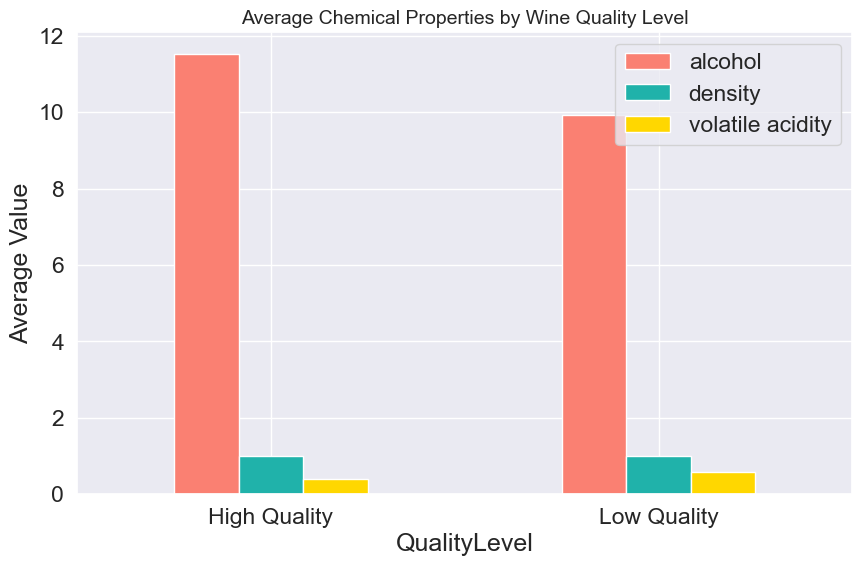 Average Chemical Properties by Wine Quality Level
12
10
8
6
4
2
0
Average Value
alcohol
density
volatile acidity
High Quality
Low Quality
QualityLevel